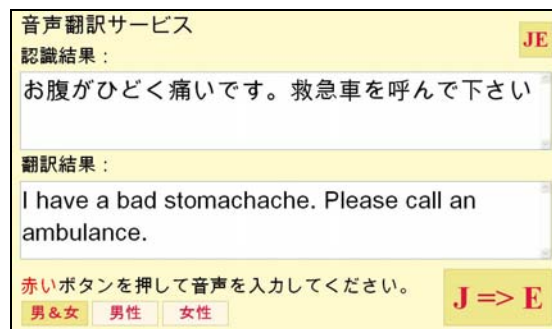 音声翻訳サービス
JE
認識結果：
お腹がひどく痛いです。救急車を呼んで下さい
翻訳結果：
I have a bad stomachache. Please call an
ambulance.
赤いボタンを押して音声を入力してください。
男&女 男性 女性
J => E